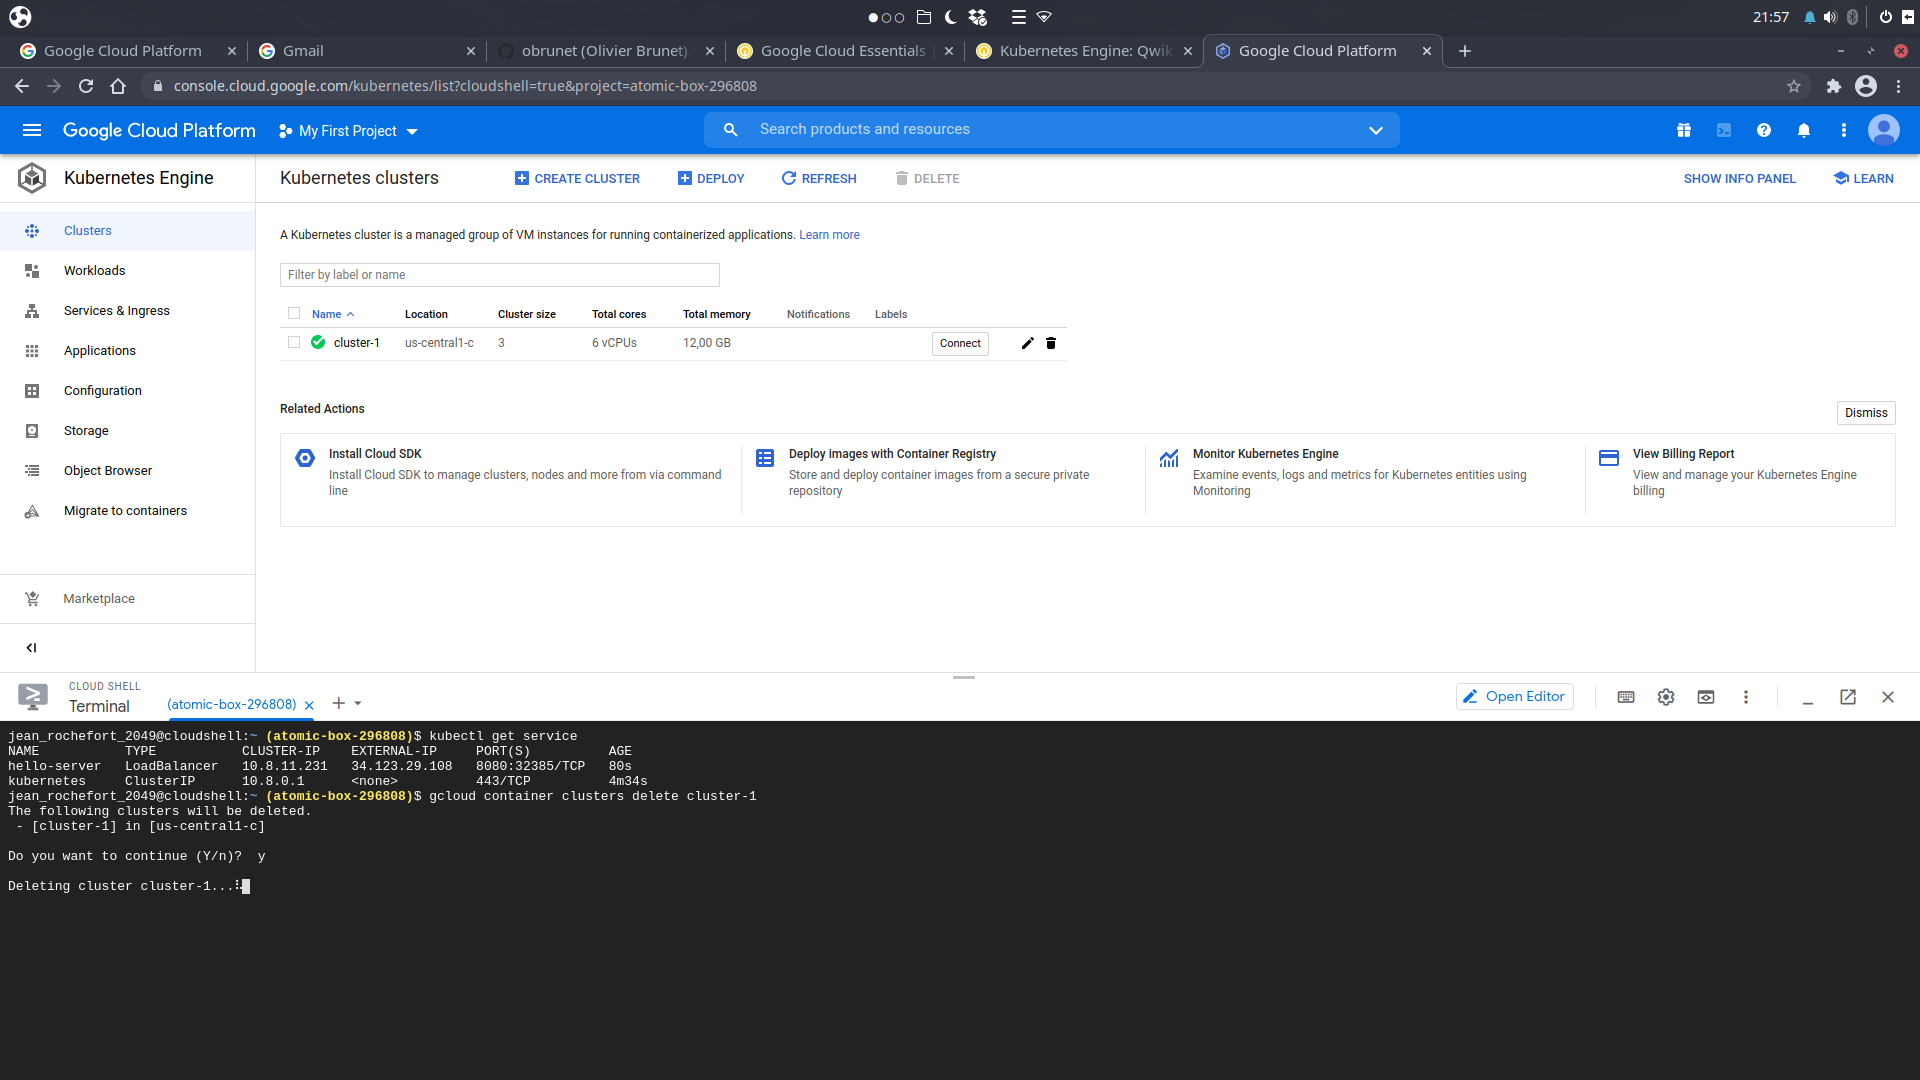 21:57
Google Cloud Platform
Gmail
obrunet (Olivier Brunet)
Google Cloud Essentials
Kubernetes Engine: Qwik
Google Cloud Platform
console.cloud.google.com/kubernetes/list?cloudshell=true&project=atomic-box-296808
Google Cloud Platform
My First Project
Search products and resources
Kubernetes Engine
Kubernetes clusters
CREATE CLUSTER
DEPLOY
REFRESH
DELETE
SHOW INFO PANEL
LEARN
Clusters
Workloads
Services & Ingress
Applications
Configuration
Storage
Object Browser
Migrate to containers
Marketplace
A Kubernetes cluster is a managed group of VM instances for running containerized applications. Learn more
Filter by label or name
Name Location Cluster size Total cores Total memory Notifications Labels
cluster-1 us-central1-c 3 6 vCPUs 12,00 GB Connect
Related Actions
Dismiss
Install Cloud SDK
Install Cloud SDK to manage clusters, nodes and more from via command
line
Deploy images with Container Registry
Store and deploy container images from a secure private
repository
Monitor Kubernetes Engine
Examine events, logs and metrics for Kubernetes entities using
Monitoring
View Billing Report
View and manage your Kubernetes Engine
billing
CLOUD SHELL
Terminal
(atomic-box-296808)
Open Editor
jean_rochefort_2049@cloudshell:~ (atomic-box-296808)$ kubectl get service
NAME TYPE CLUSTER-IP EXTERNAL-IP PORT(S) AGE
hello-server LoadBalancer 10.8.11.231 34.123.29.108 8080:32385/TCP 80s
kubernetes ClusterIP 10.8.0.1 <none> 443/TCP 4m34s
jean_rochefort_2049@cloudshell:~ (atomic-box-296808)$ gcloud container clusters delete cluster-1
The following clusters will be deleted.
- [cluster-1] in [us-central1-c]
Do you want to continue (Y/n)? y
Deleting cluster cluster-1...